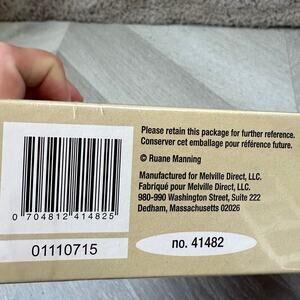 Please retain this package for further reference.
Conserver cet emballage pour référence future.
© Ruane Manning
Manufactured for Melville Direct, LLC.
Fabriqué pour Melville Direct, LLC.
980-990 Washington Street, Suite 222
Dedham, Massachusetts 02026
0 704812 414825
01110715
no. 41482